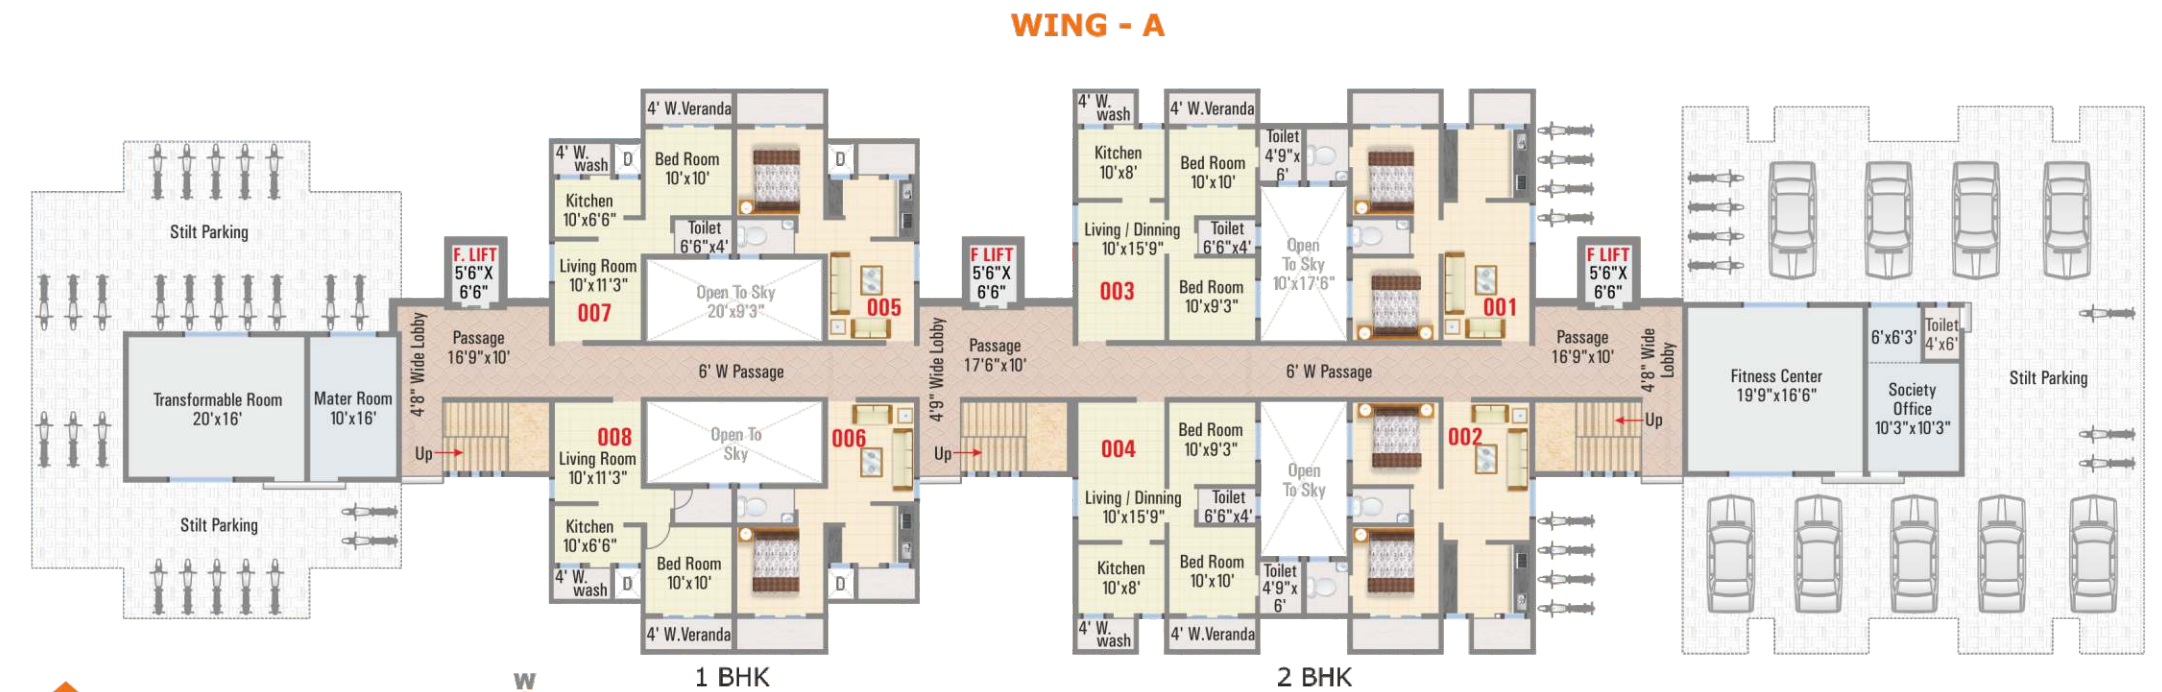 WING - A
4' W.Veranda
4' W.
wash
4' W.Veranda
4' W.
wash
D
Bed Room
10'x10'
D
Kitchen
10'x8'
Bed Room
10'x10'
Toilet
4'9"x
6'
Stilt Parking
Kitchen
10'x6'6"
Toilet
6'6"x4'
Living / Dinning
10'x15'9"
Toilet
6'6"x4'
Open
To Sky
10'x17'6"
F. LIFT
5'6"X
6'6"
Living Room
10'x11'3"
007
Open To Sky
20'x9'3"
005
F LIFT
5'6"X
6'6"
003
Bed Room
10'x9'3"
001
F LIFT
5'6"X
6'6"
4'8" Wide Lobby
Passage
16'9"x10'
6' W Passage
4'9" Wide Lobby
Passage
17'6"x10'
6' W Passage
Passage
16'9"x10'
4'8" Wide
Lobby
6'x6'3'
Toilet
4'x6'
Transformable Room
20'x16'
Mater Room
10'x16'
Fitness Center
19'9"x16'6"
Society
Office
10'3"x10'3"
Stilt Parking
Up
008
Living Room
10'x11'3"
Open To
Sky
006
Up
004
Bed Room
10'x9'3"
Open
To Sky
002
Up
Stilt Parking
Kitchen
10'x6'6"
Living / Dinning
10'x15'9"
Toilet
6'6"x4'
4' W.
wash
D
Bed Room
10'x10'
D
Kitchen
10'x8'
Bed Room
10'x10'
Toilet
4'9"x
6'
4' W.Veranda
4' W.
wash
4' W.Veranda
W
1 BHK
2 BHK